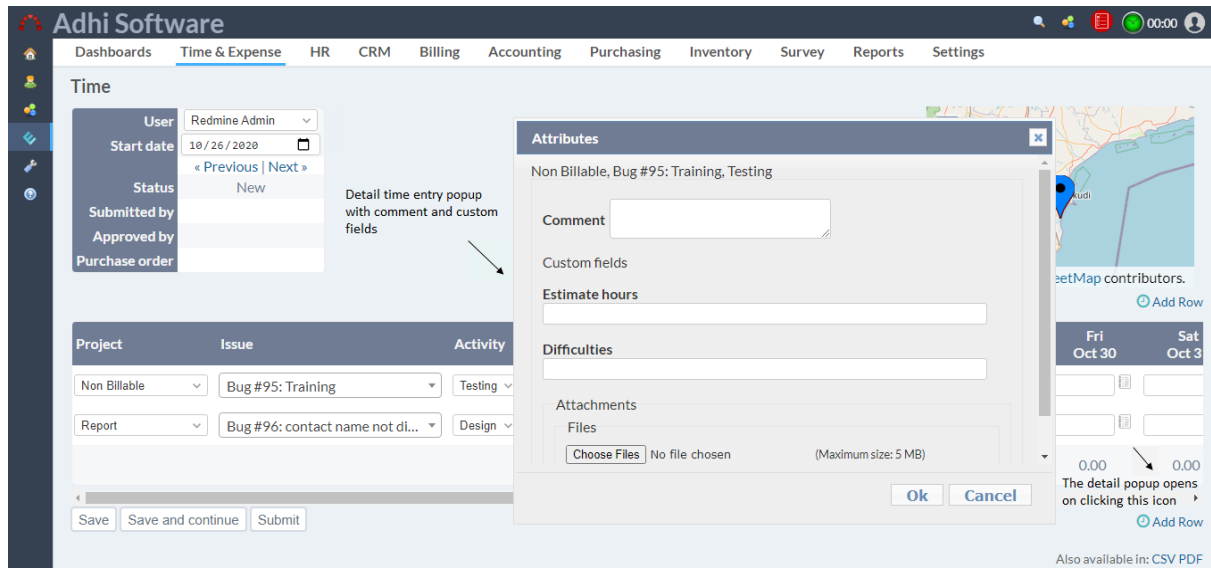 Adhi Software
00:00
Dashboards Time & Expense HR CRM Billing Accounting Purchasing Inventory Survey Reports Settings
Time
User Redmine Admin
Start date 10/26/2020
« Previous | Next »
Status New
Submitted by
Approved by
Purchase order
Detail time entry popup
with comment and custom
fields
Attributes
Non Billable, Bug #95: Training, Testing
Comment
Custom fields
Estimate hours
Difficulties
Attachments
Files
Choose Files No file chosen (Maximum size: 5 MB)
Ok Cancel
kudi
eetMap contributors.
Add Row
Project Issue Activity Fri Sat
Oct 30 Oct 3
Non Billable Bug #95: Training Testing
Report Bug #96: contact name not di... Design
0.00 0.00
The detail popup opens
on clicking this icon
Save Save and continue Submit
Add Row
Also available in: CSV PDF